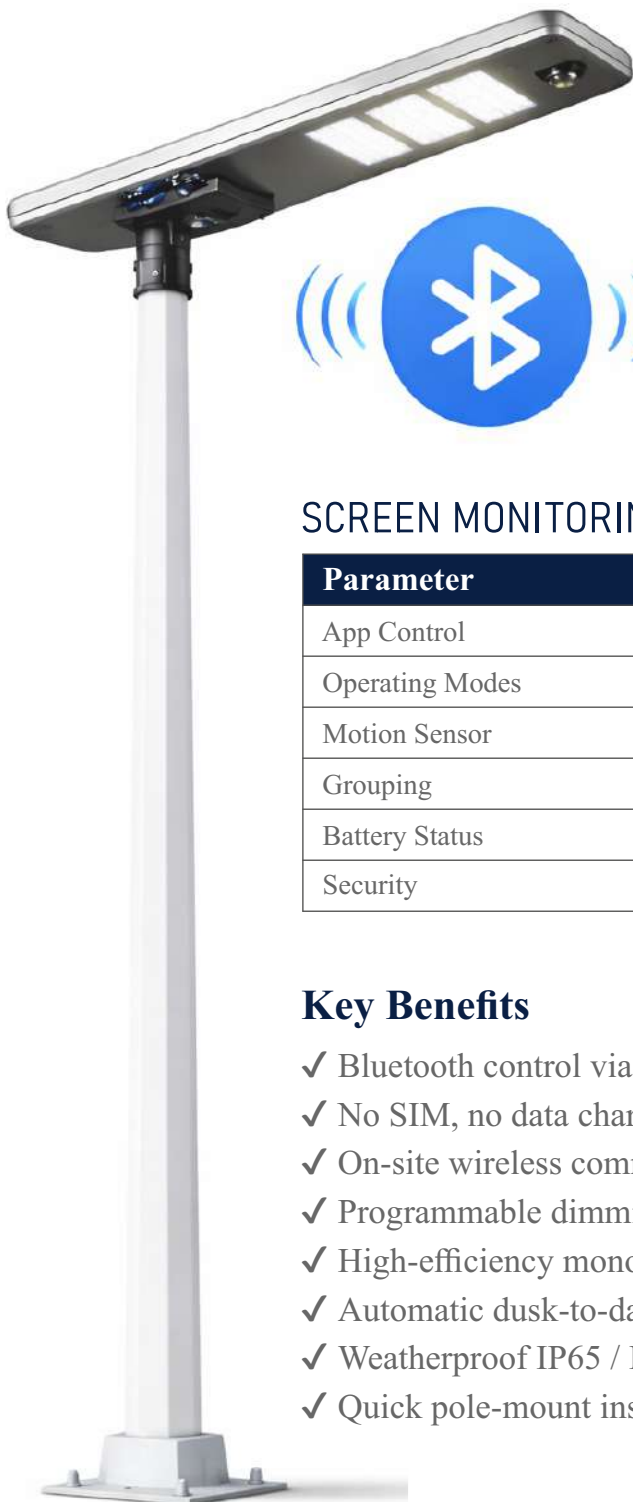 SCREEN MONITORIN
Parameter
App Control
Operating Modes
Motion Sensor
Grouping
Battery Status
Security
Key Benefits
✓ Bluetooth control via
✓ No SIM, no data char
✓ On-site wireless com
✓ Programmable dimm
✓ High-efficiency mono
✓ Automatic dusk-to-da
✓ Weatherproof IP65 /
✓ Quick pole-mount ins